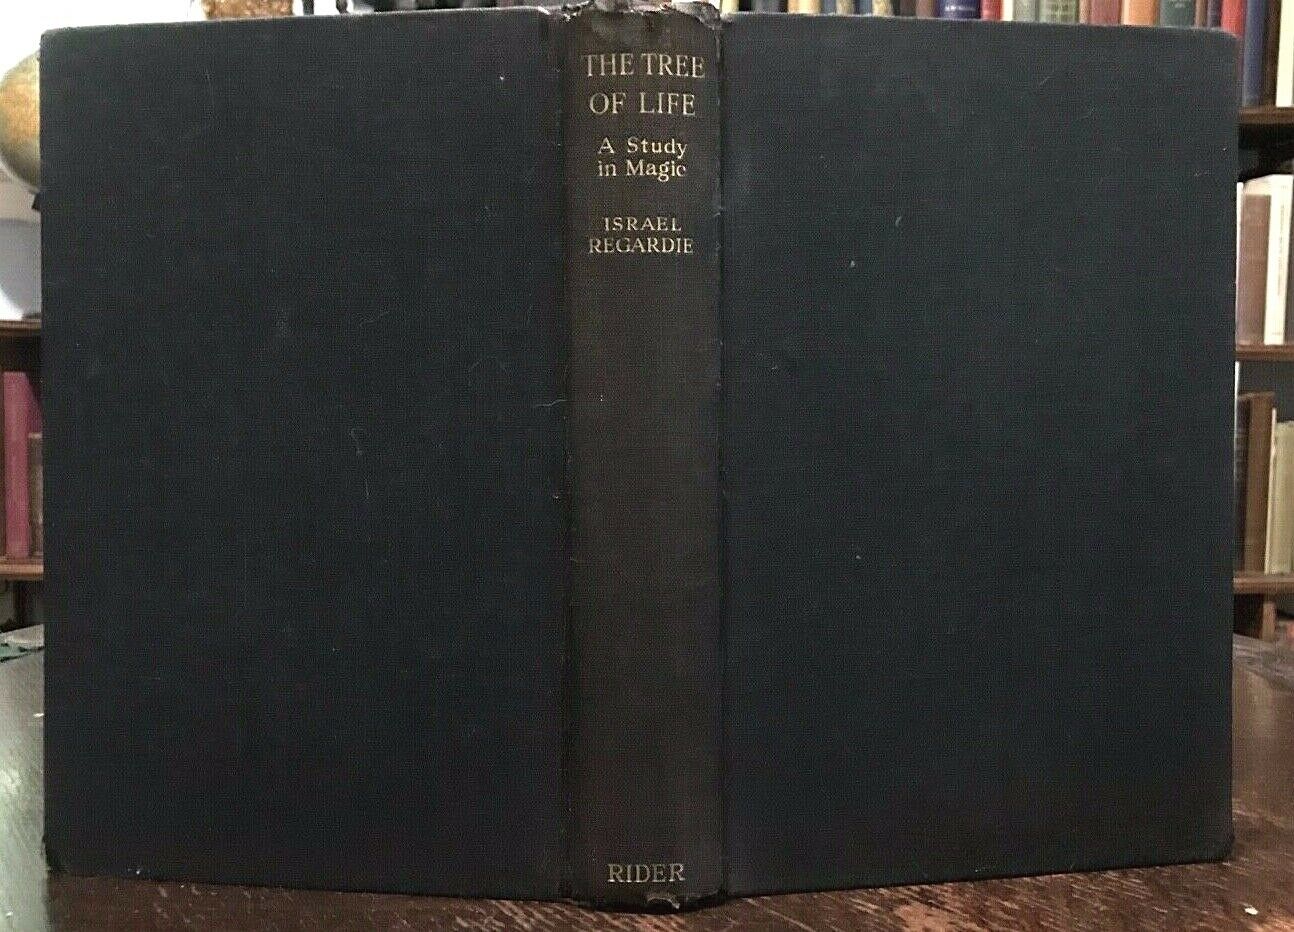 THE TREE
OF LIFE
A Study
in Magic
ISRAEL
REGARDIE
RIDER